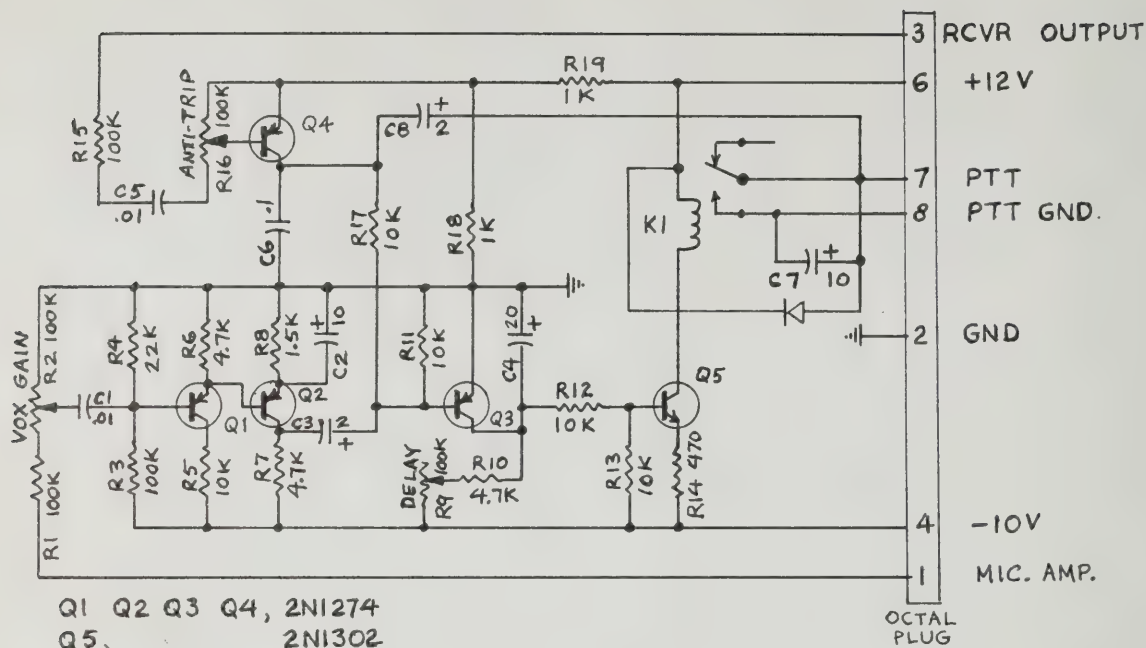 3 RCVR OUTPUT
R19
1K
6 +12V
R15
100K
ANTI-TRIP
100K
R16
Q4
C8
+
2
C5
.01
7 PTT
8 PTT GND.
R17
10K
R18
1K
K1
C6
.1
C7
+
10
VOX GAIN
R2 100K
R4
22K
R6
4.7K
R8
1.5K
+
10
C2
R11
10K
20
+
C4
2 GND
C1
.01
Q1
Q2
C3
2
+
Q3
R12
10K
Q5
R1 100K
R3
100K
R5
10K
R7
4.7K
DELAY
100K
R9
R10
4.7K
R13
10K
R14 470
4 -10V
1 MIC. AMP.
Q1 Q2 Q3 Q4, 2N1274
Q5, 2N1302
OCTAL
PLUG